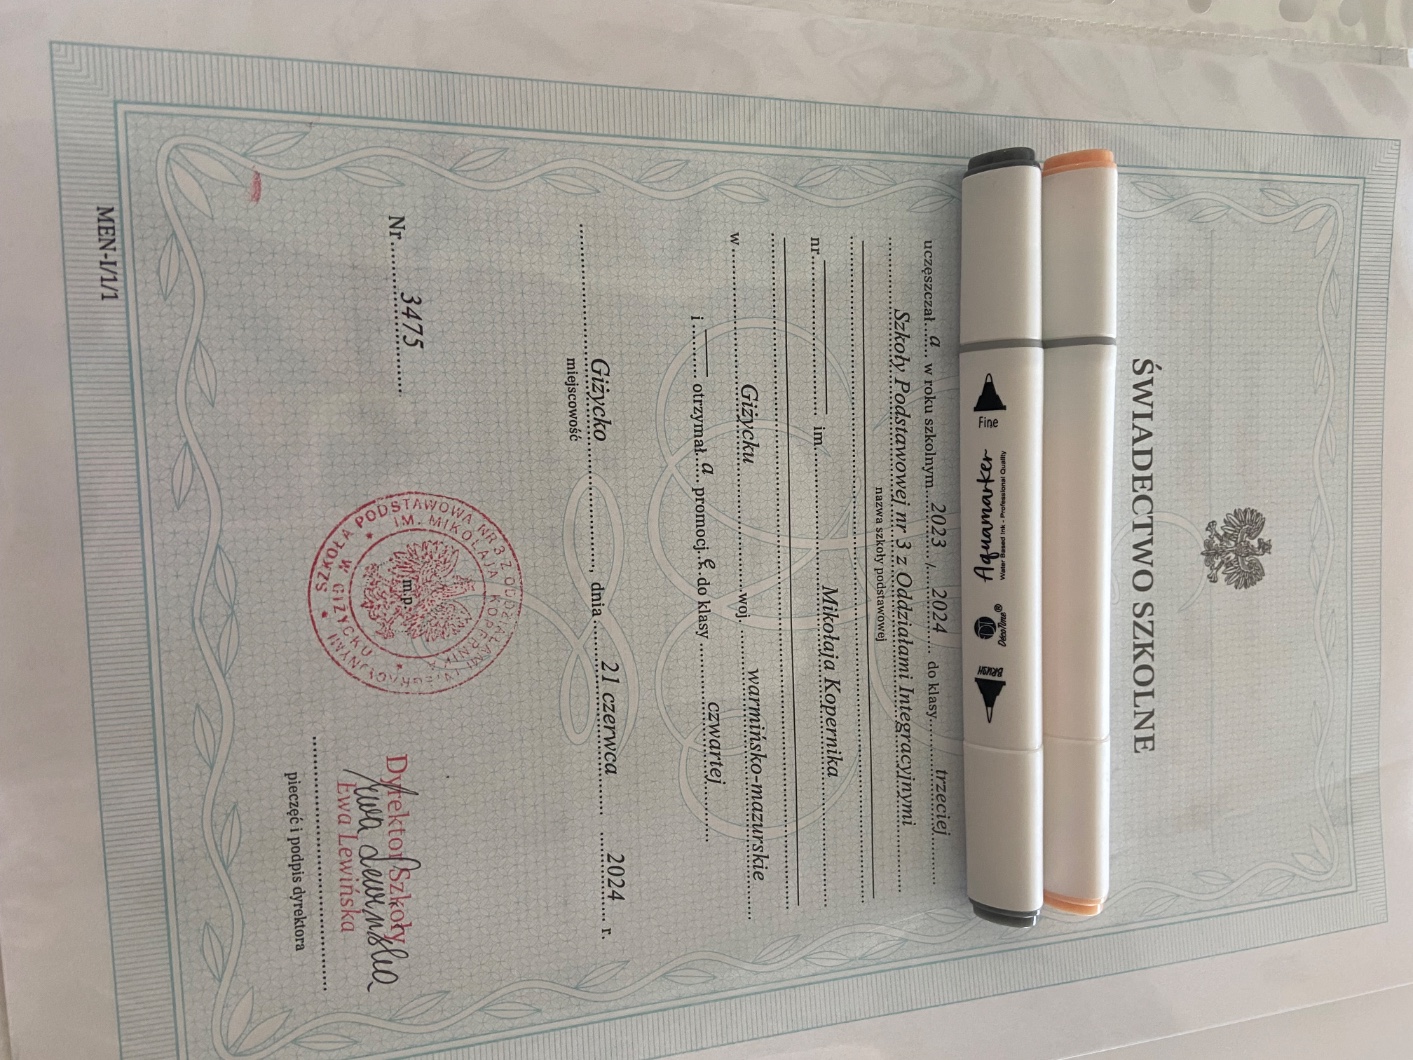 ŚWIADECTWO SZKOLNE
Fine Aquamarker Water Based Ink - Professional Quality BRUSH
uczęszczał...a... w roku szkolnym...2023.../...2024... do klasy...trzeciej...
...Szkoły Podstawowej nr 3 z Oddziałami Integracyjnymi...
nazwa szkoły podstawowej
nr... im...Mikołaja Kopernika...
w...Giżycku...woj....warmińsko-mazurskie...
i... otrzymał...a... promocj..ę..do klasy...czwartej...
...Giżycko..., dnia...21 czerwca... ...2024... r.
miejscowość
Nr...3475...
SZKOŁA PODSTAWOWA NR 3 Z ODDZIAŁAMI INTEGRACYJNYMI
IM. MIKOŁAJA KOPERNIKA
W GIŻYCKU
m.p.
Dyrektor Szkoły
Ewa Lewińska
Ewa Lewińska
pieczęć i podpis dyrektora
MEN-I/1/1